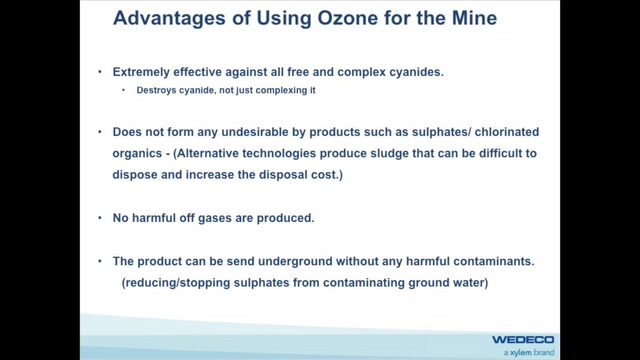 Advantages of Using Ozone for the Mine
• Extremely effective against all free and complex cyanides.
• Destroys cyanide, not just complexing it
• Does not form any undesirable by products such as sulphates/ chlorinated
organics - (Alternative technologies produce sludge that can be difficult to
dispose and increase the disposal cost.)
• No harmful off gases are produced.
• The product can be send underground without any harmful contaminants.
(reducing/stopping sulphates from contaminating ground water)
WEDECO
a xylem brand